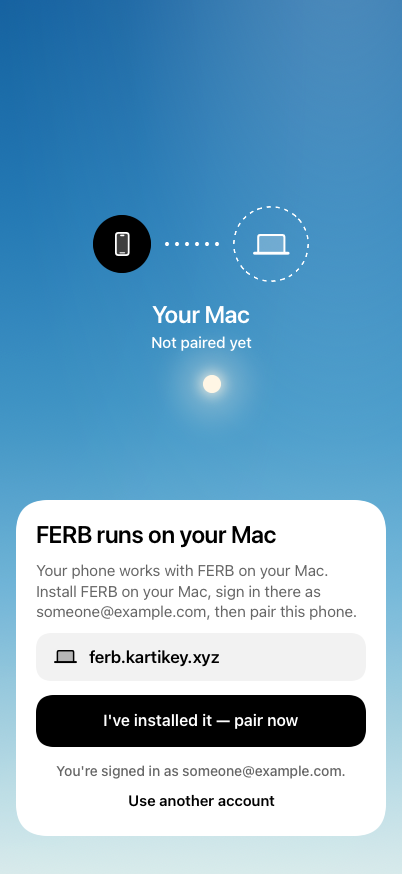 Your Mac
Not paired yet
FERB runs on your Mac
Your phone works with FERB on your Mac.
Install FERB on your Mac, sign in there as
someone@example.com, then pair this phone.
ferb.kartikey.xyz
I've installed it — pair now
You're signed in as someone@example.com.
Use another account